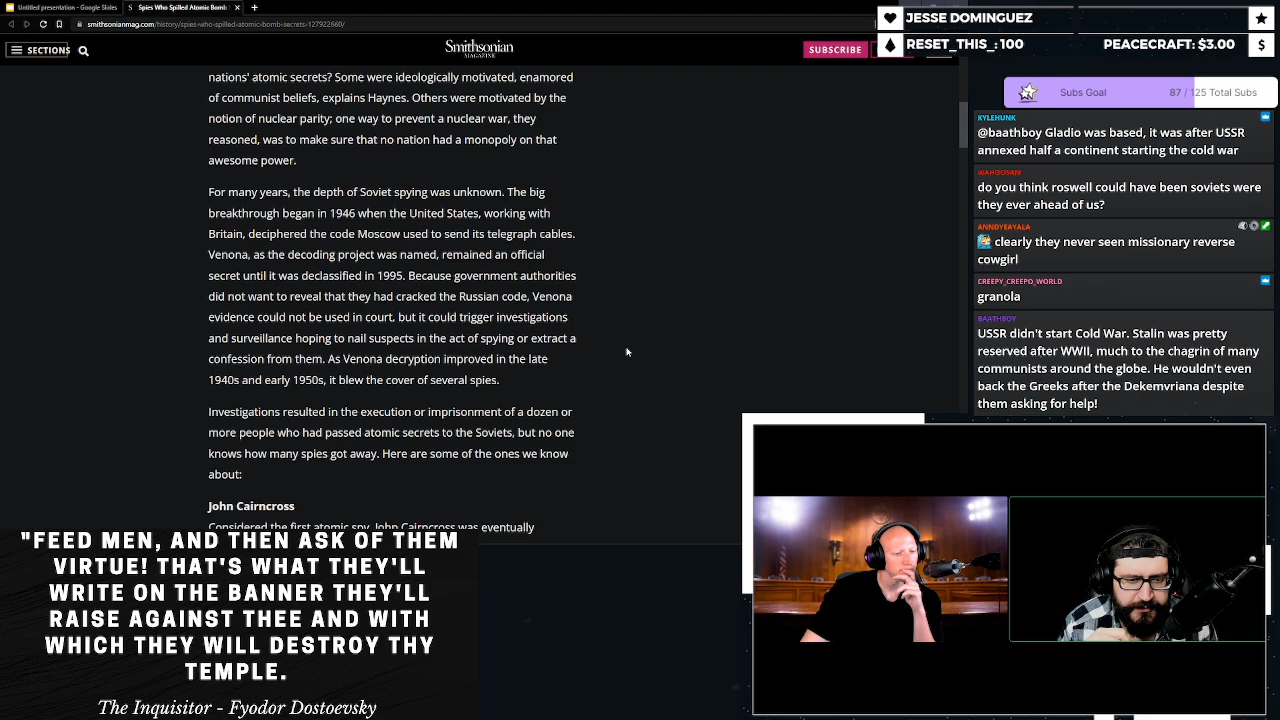 Untitled presentation - Google Slides
Spies Who Spilled Atomic Bomb
smithsonianmag.com/history/spies-who-spilled-atomic-bomb-secrets-127922660/
SECTIONS
Smithsonian
MAGAZINE
SUBSCRIBE
nations' atomic secrets? Some were ideologically motivated, enamored
of communist beliefs, explains Haynes. Others were motivated by the
notion of nuclear parity; one way to prevent a nuclear war, they
reasoned, was to make sure that no nation had a monopoly on that
awesome power.
For many years, the depth of Soviet spying was unknown. The big
breakthrough began in 1946 when the United States, working with
Britain, deciphered the code Moscow used to send its telegraph cables.
Venona, as the decoding project was named, remained an official
secret until it was declassified in 1995. Because government authorities
did not want to reveal that they had cracked the Russian code, Venona
evidence could not be used in court, but it could trigger investigations
and surveillance hoping to nail suspects in the act of spying or extract a
confession from them. As Venona decryption improved in the late
1940s and early 1950s, it blew the cover of several spies.
Investigations resulted in the execution or imprisonment of a dozen or
more people who had passed atomic secrets to the Soviets, but no one
knows how many spies got away. Here are some of the ones we know
about:
John Cairncross
Considered the first atomic spy, John Cairncross was eventually
"FEED MEN, AND THEN ASK OF THEM
VIRTUE! THAT'S WHAT THEY'LL
WRITE ON THE BANNER THEY'LL
RAISE AGAINST THEE AND WITH
WHICH THEY WILL DESTROY THY
TEMPLE.
The Inquisitor - Fyodor Dostoevsky
JESSE DOMINGUEZ
RESET_THIS_: 100
PEACECRAFT: $3.00
$
Subs Goal
87 / 125 Total Subs
KYLEHUNK
@baathboy Gladio was based, it was after USSR
annexed half a continent starting the cold war
WAHOOSAM
do you think roswell could have been soviets were
they ever ahead of us?
ANNDYEAYALA
clearly they never seen missionary reverse
cowgirl
CREEPY_CREEPO_WORLD
granola
BAATHBOY
USSR didn't start Cold War. Stalin was pretty
reserved after WWII, much to the chagrin of many
communists around the globe. He wouldn't even
back the Greeks after the Dekemvriana despite
them asking for help!